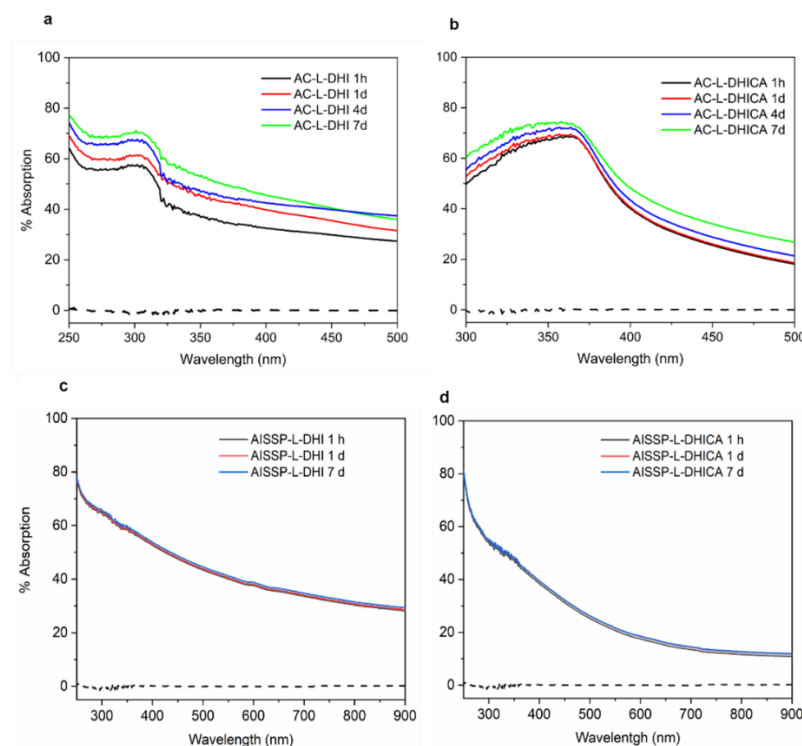 a
% Absorption
100
80
60
40
20
0
AC-L-DHI 1h
AC-L-DHI 1d
AC-L-DHI 4d
AC-L-DHI 7d
250 300 350 400 450 500
Wavelength (nm)
b
% Absorption
100
80
60
40
20
0
AC-L-DHICA 1h
AC-L-DHICA 1d
AC-L-DHICA 4d
AC-L-DHICA 7d
300 350 400 450 500
Wavelength (nm)
c
% Absorption
100
80
60
40
20
0
AISSP-L-DHI 1 h
AISSP-L-DHI 1 d
AISSP-L-DHI 7 d
300 400 500 600 700 800 900
Wavelength (nm)
d
% Absorption
100
80
60
40
20
0
AISSP-L-DHICA 1 h
AISSP-L-DHICA 1 d
AISSP-L-DHICA 7 d
300 400 500 600 700 800 900
Wavelentgh (nm)